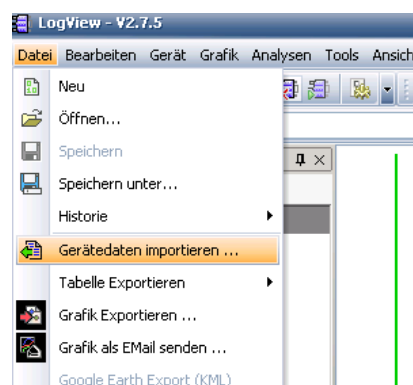 LogView - V2.7.5
Datei Bearbeiten Gerät Grafik Analysen Tools Ansich
Neu
Öffnen...
Speichern
Speichern unter...
Historie
Gerätedaten importieren ...
Tabelle Exportieren
Grafik Exportieren ...
Grafik als EMail senden ...
Google Earth Export (KML)